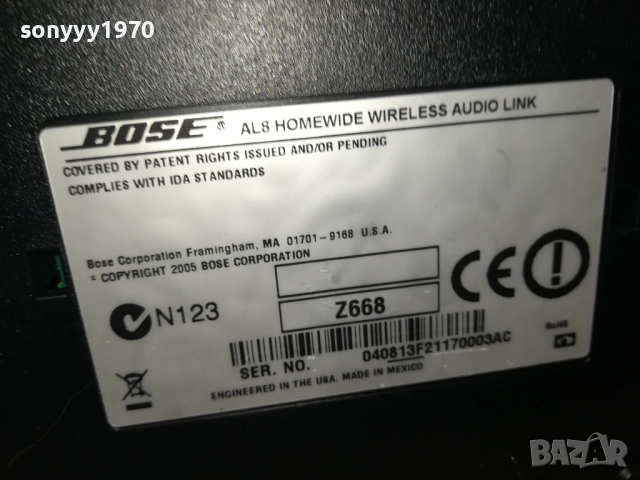 sonyyy1970
BOSE ® AL8 HOMEWIDE WIRELESS AUDIO LINK
COVERED BY PATENT RIGHTS ISSUED AND/OR PENDING
COMPLIES WITH IDA STANDARDS
Bose Corporation Framingham, MA 01701-9168 U.S.A.
© COPYRIGHT 2005 BOSE CORPORATION
CE
N123
Z668
RoHS
SER. NO. 040813F21170003AC
ENGINEERED IN THE USA. MADE IN MEXICO
BAZAR.bg